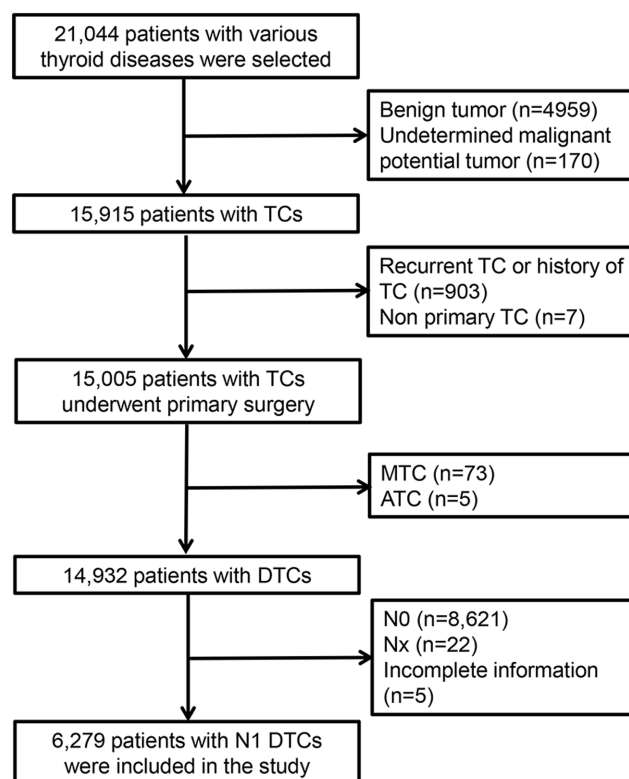 21,044 patients with various
thyroid diseases were selected
Benign tumor (n=4959)
Undetermined malignant
potential tumor (n=170)
15,915 patients with TCs
Recurrent TC or history of
TC (n=903)
Non primary TC (n=7)
15,005 patients with TCs
underwent primary surgery
MTC (n=73)
ATC (n=5)
14,932 patients with DTCs
N0 (n=8,621)
Nx (n=22)
Incomplete information
(n=5)
6,279 patients with N1 DTCs
were included in the study